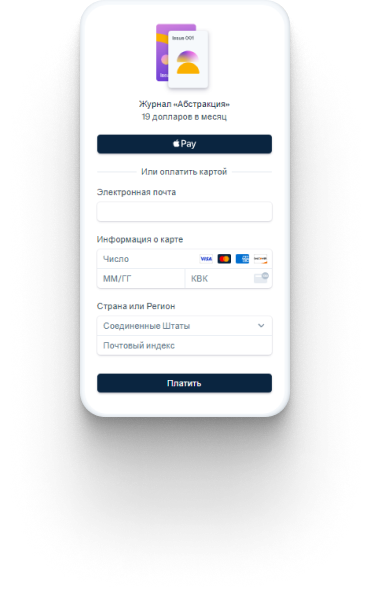 Issue 001
Журнал «Абстракция»
19 долларов в месяц
Pay
Или оплатить картой
Электронная почта
Информация о карте
Число VISA
ММ/ГГ КВК
Страна или Регион
Соединенные Штаты
Почтовый индекс
Платить